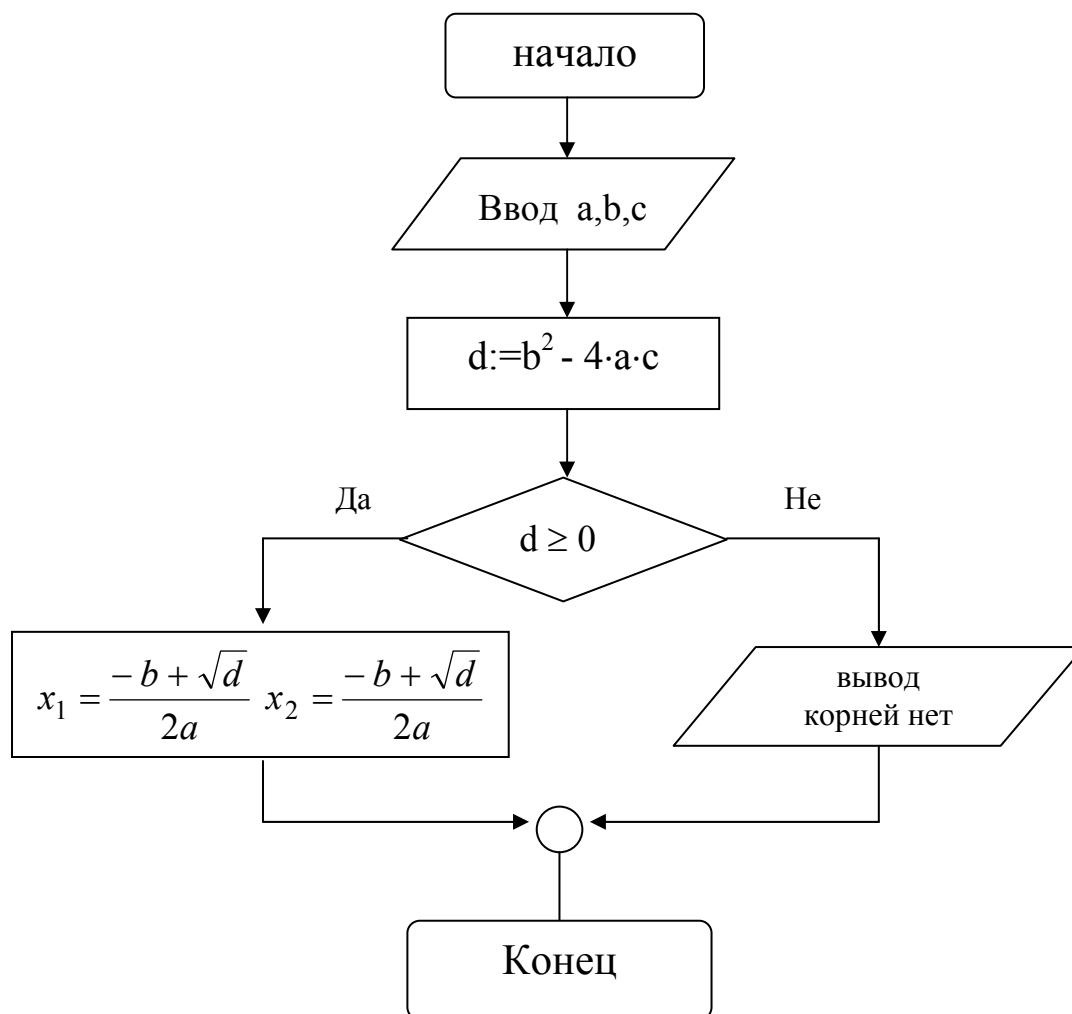 начало
Ввод a,b,c
d:=b² - 4·a·c
Да
Не
d ≥ 0
x₁ = (-b + √d)/2a x₂ = (-b + √d)/2a
вывод
корней нет
Конец